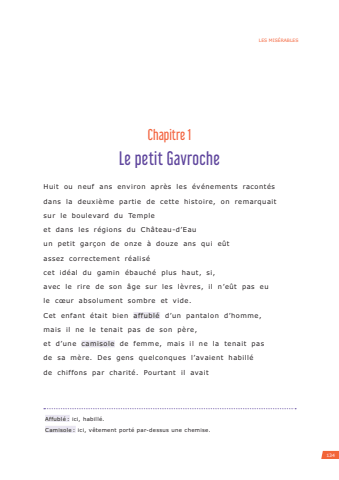 LES MISÉRABLES
Chapitre 1
Le petit Gavroche
Huit ou neuf ans environ après les événements racontés
dans la deuxième partie de cette histoire, on remarquait
sur le boulevard du Temple
et dans les régions du Château-d'Eau
un petit garçon de onze à douze ans qui eût
assez correctement réalisé
cet idéal du gamin ébauché plus haut, si,
avec le rire de son âge sur les lèvres, il n'eût pas eu
le cœur absolument sombre et vide.
Cet enfant était bien affublé d'un pantalon d'homme,
mais il ne le tenait pas de son père,
et d'une camisole de femme, mais il ne la tenait pas
de sa mère. Des gens quelconques l'avaient habillé
de chiffons par charité. Pourtant il avait
Affublé : ici, habillé.
Camisole : ici, vêtement porté par-dessus une chemise.
124